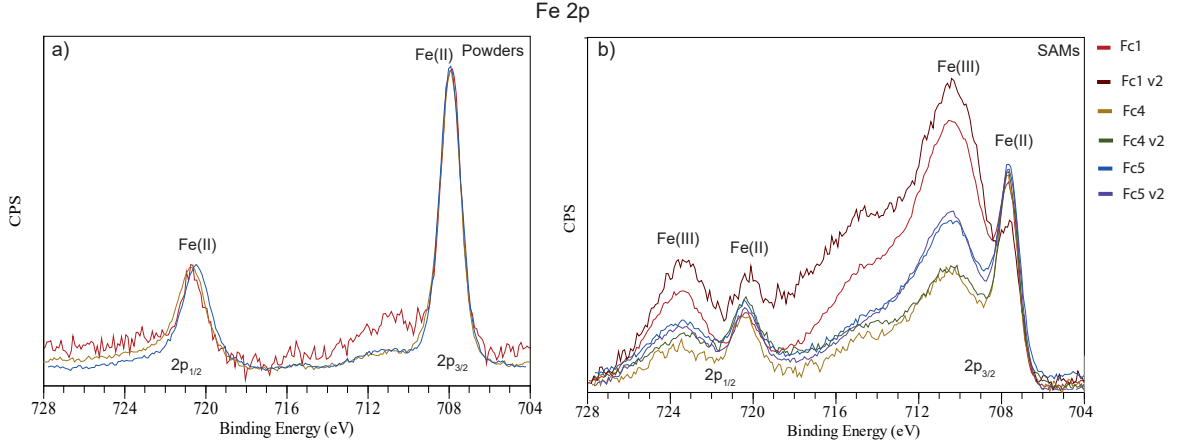 Fe 2p
a)
Fe(II)
Powders
Fe(II)
2p1/2
2p3/2
CPS
728 724 720 716 711 708 704
Binding Energy (eV)
b)
SAMs
Fe(III)
Fe(II)
Fe(III)
Fe(II)
2p1/2
2p3/2
CPS
728 724 720 716 712 708 704
Binding Energy (eV)
Fc1
Fc1 v2
Fc4
Fc4 v2
Fc5
Fc5 v2